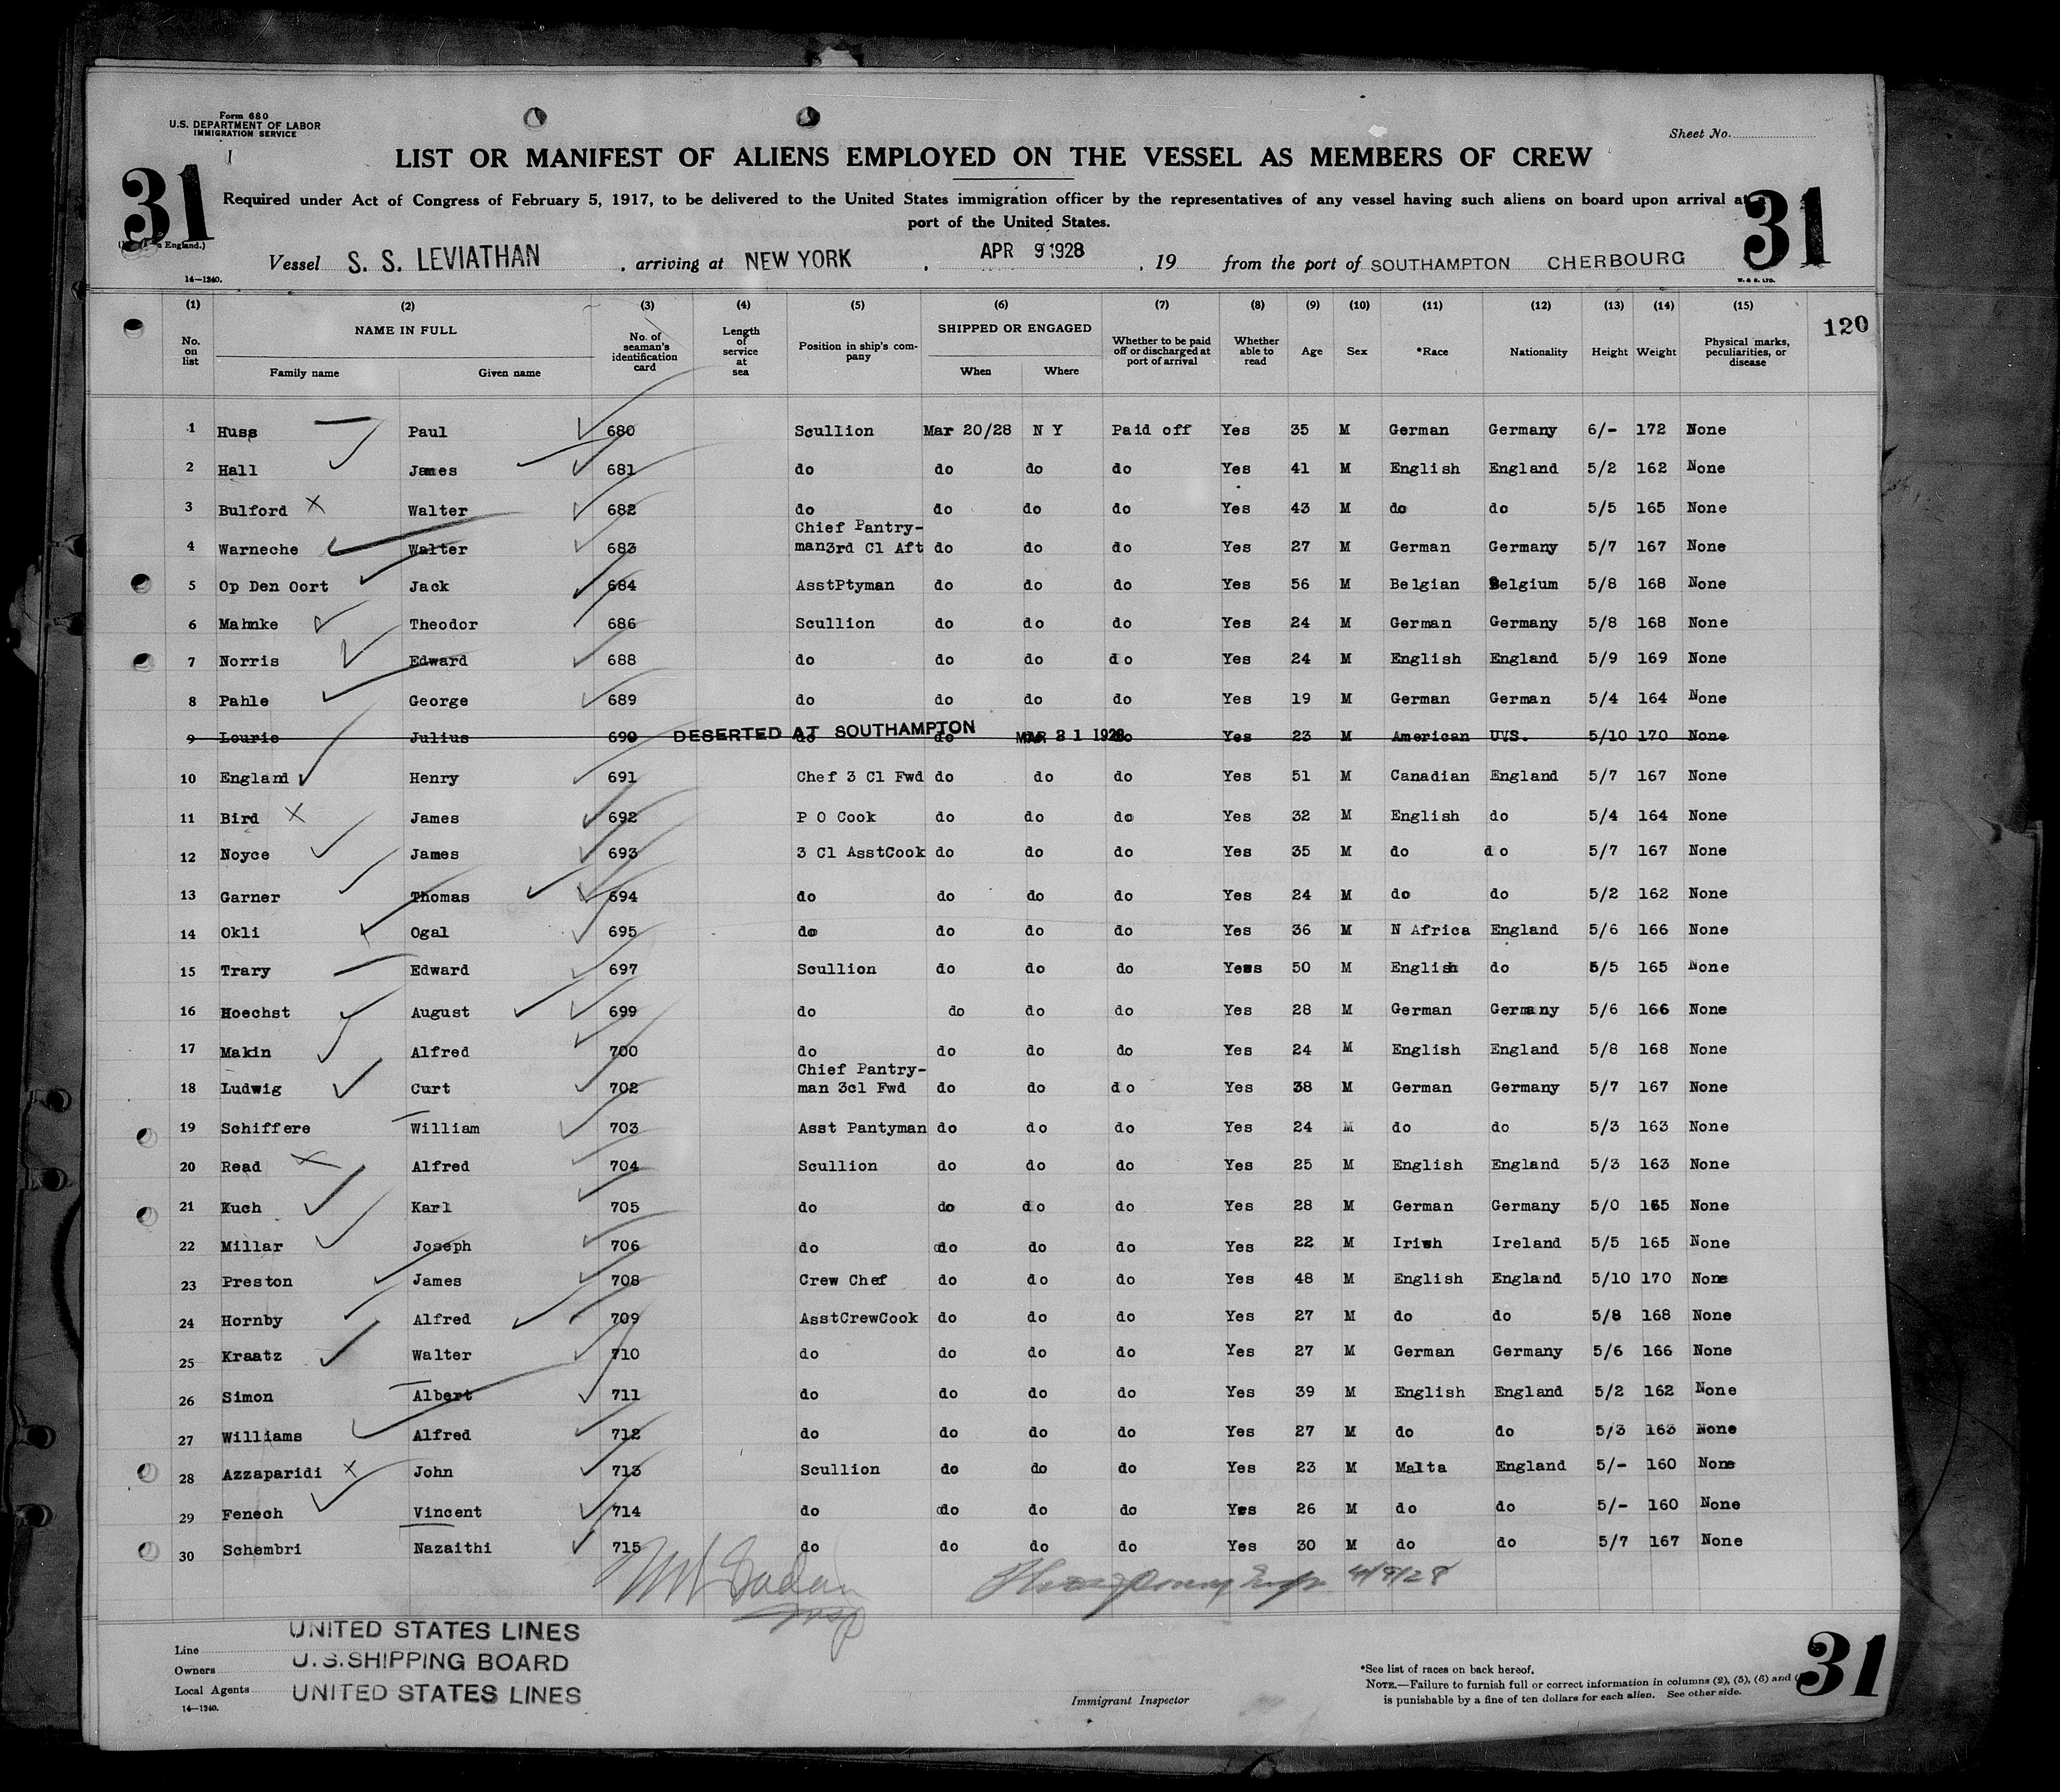 Form 680
U.S. DEPARTMENT OF LABOR
IMMIGRATION SERVICE
Sheet No.
31
31
LIST OR MANIFEST OF ALIENS EMPLOYED ON THE VESSEL AS MEMBERS OF CREW
Required under Act of Congress of February 5, 1917, to be delivered to the United States immigration officer by the representatives of any vessel having such aliens on board upon arrival at
port of the United States.
England.)
Vessel S. S. LEVIATHAN , arriving at NEW YORK , APR 9 1928 , 19 from the port of SOUTHAMPTON CHERBOURG
14—1240.
(1) (2) (3) (4) (5) (6) (7) (8) (9) (10) (11) (12) (13) (14) (15)
120
No. on list NAME IN FULL Family name Given name No. of seaman's identification card Length of service at sea Position in ship's company SHIPPED OR ENGAGED When Where Whether to be paid off or discharged at port of arrival Whether able to read Age Sex *Race Nationality Height Weight Physical marks, peculiarities, or disease
1 Huss Paul 680 Scullion Mar 20/28 N Y Paid off Yes 35 M German Germany 6/- 172 None
2 Hall James 681 do do do do Yes 41 M English England 5/2 162 None
3 Bulford X Walter 682 do do do do Yes 43 M do do 5/5 165 None
4 Warneche Walter 683 Chief Pantry-man3rd Cl Aft do do do Yes 27 M German Germany 5/7 167 None
5 Op Den Oort Jack 684 AsstPtyman do do do Yes 56 M Belgian Belgium 5/8 168 None
6 Mahnke Theodor 686 Scullion do do do Yes 24 M German Germany 5/8 168 None
7 Norris Edward 688 do do do do Yes 24 M English England 5/9 169 None
8 Pahle George 689 do do do do Yes 19 M German German 5/4 164 None
9 Lourie Julius 690 DESERTED AT SOUTHAMPTON MAR 31 1928 do do do Yes 23 M American UVS. 5/10 170 None
10 England Henry 691 Chef 3 Cl Fwd do do do Yes 51 M Canadian England 5/7 167 None
11 Bird X James 692 P O Cook do do do Yes 32 M English do 5/4 164 None
12 Noyce James 693 3 Cl AsstCook do do do Yes 35 M do do 5/7 167 None
13 Garner Thomas 694 do do do do Yes 24 M do do 5/2 162 None
14 Okli Ogal 695 do do do do Yes 36 M N Africa England 5/6 166 None
15 Trary Edward 697 Scullion do do do Yees 50 M English do 5/5 165 None
16 Hoechst August 699 do do do do Yes 28 M German Germany 5/6 166 None
17 Makin Alfred 700 do do do do Yes 24 M English England 5/8 168 None
18 Ludwig Curt 702 Chief Pantry-man 3cl Fwd do do do Yes 38 M German Germany 5/7 167 None
19 Schiffere William 703 Asst Pantyman do do do Yes 24 M do do 5/3 163 None
20 Read X Alfred 704 Scullion do do do Yes 25 M English England 5/3 163 None
21 Kuch Karl 705 do do do do Yes 28 M German Germany 5/0 165 None
22 Millar Joseph 706 do do do do Yes 22 M Irish Ireland 5/5 165 None
23 Preston James 708 Crew Chef do do do Yes 48 M English England 5/10 170 None
24 Hornby Alfred 709 AsstCrewCook do do do Yes 27 M do do 5/8 168 None
25 Kraatz Walter 710 do do do do Yes 27 M German Germany 5/6 166 None
26 Simon Albert 711 do do do do Yes 39 M English England 5/2 162 None
27 Williams Alfred 712 do do do do Yes 27 M do do 5/3 163 None
28 Azzaparidi X John 713 Scullion do do do Yes 23 M Malta England 5/- 160 None
29 Fenech Vincent 714 do do do do Yes 26 M do do 5/- 160 None
30 Schembri Nazaithi 715 do do do do Yes 30 M do do 5/7 167 None
4/9/28
Line UNITED STATES LINES
Owners U.S.SHIPPING BOARD
Local Agents UNITED STATES LINES
14—1240.
Immigrant Inspector
*See list of races on back hereof.
NOTE.—Failure to furnish full or correct information in columns (2), (5), (6) and
is punishable by a fine of ten dollars for each alien. See other side.
31